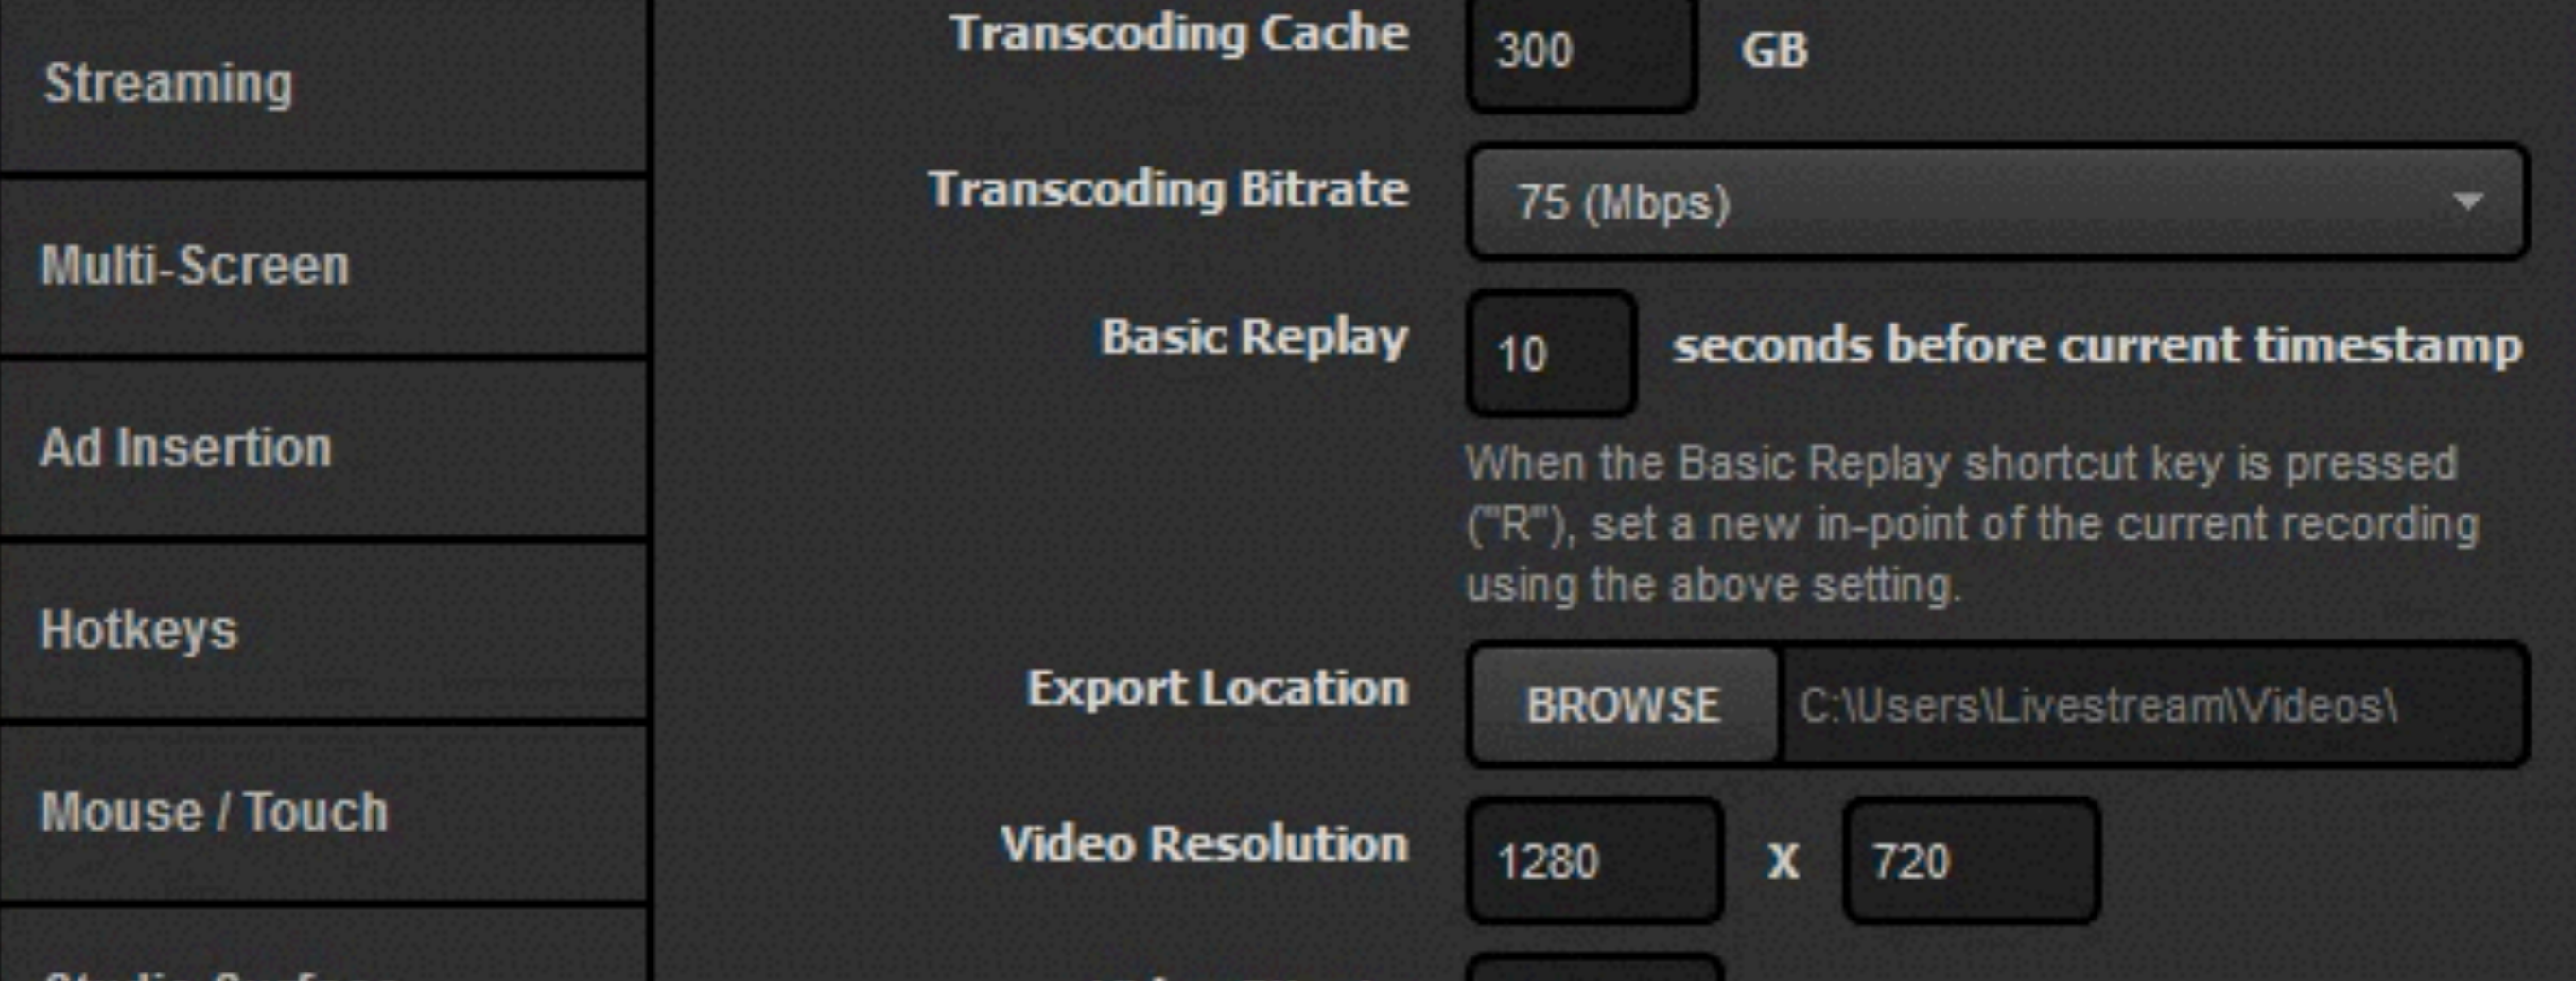 Streaming
Multi-Screen
Ad Insertion
Hotkeys
Mouse / Touch
Transcoding Cache 300 GB
Transcoding Bitrate 75 (Mbps)
Basic Replay 10 seconds before current timestamp
When the Basic Replay shortcut key is pressed
("R"), set a new in-point of the current recording
using the above setting.
Export Location BROWSE C:\Users\Livestream\Videos\
Video Resolution 1280 X 720